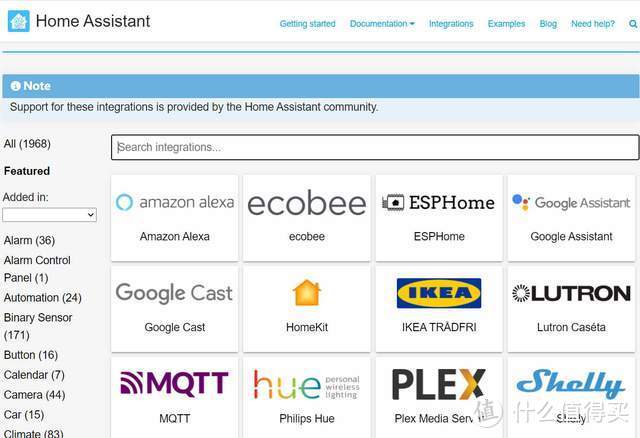 Home Assistant
Getting started
Documentation
Integrations
Examples
Blog
Need help?
Note
Support for these integrations is provided by the Home Assistant community.
All (1968)
Featured
Added in:
Alarm (36)
Alarm Control
Panel (1)
Automation (24)
Binary Sensor
(171)
Button (16)
Calendar (7)
Camera (44)
Car (15)
Climate (83)
Search integrations...
amazon alexa
Amazon Alexa
ecobee
ecobee
ESPHome
ESPHome
Google Assistant
Google Assistant
Google Cast
Google Cast
HomeKit
IKEA
IKEA TRÅDFRI
LUTRON
Lutron Caséta
MQTT
MQTT
hue personal
wireless
lighting
Philips Hue
PLEX
Plex Media Server
Shelly
Shelly
值 什么值得买